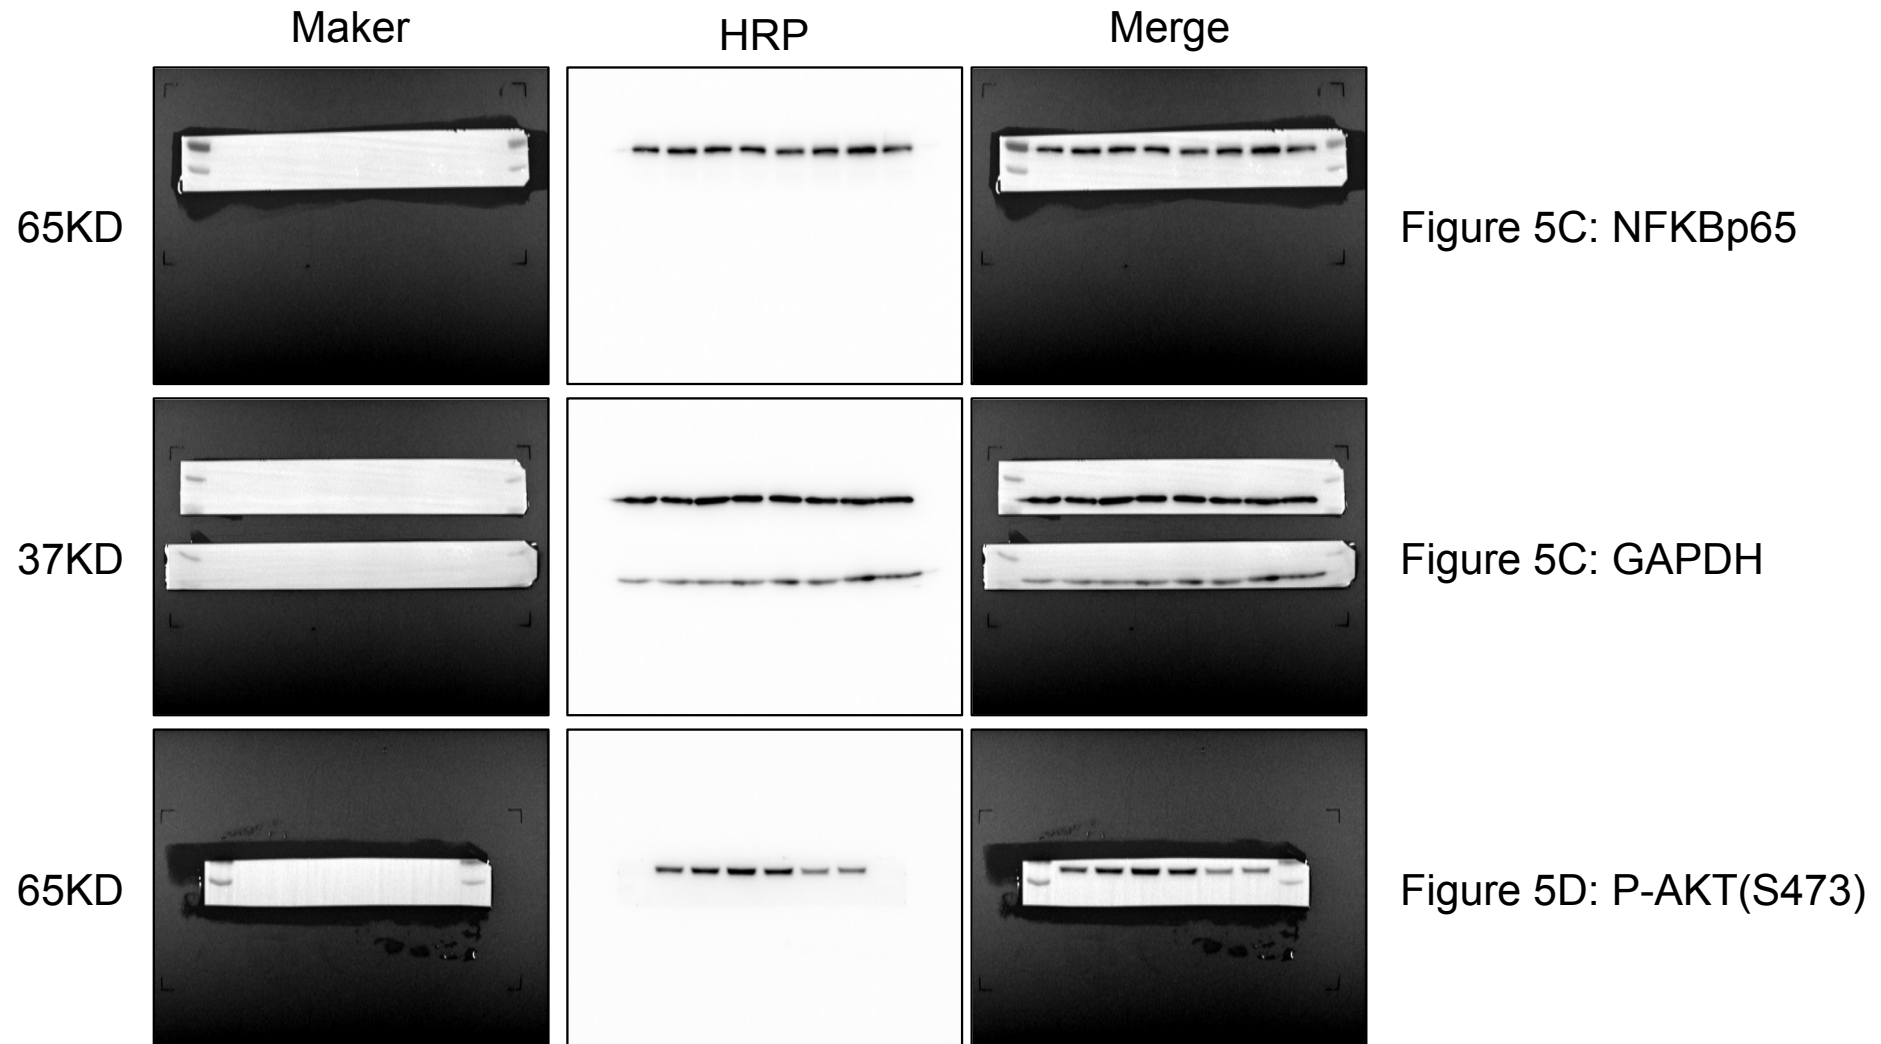 Maker
HRP
Merge
65KD
Figure 5C: NFKBp65
37KD
Figure 5C: GAPDH
65KD
Figure 5D: P-AKT(S473)